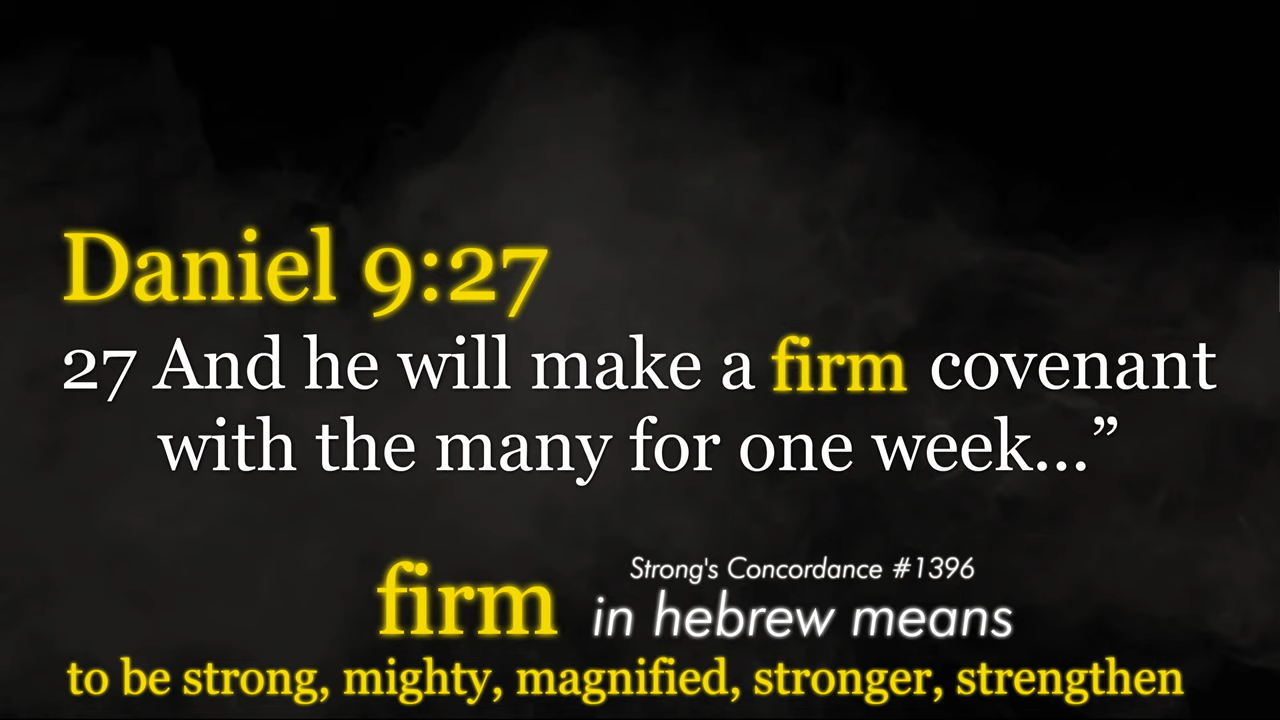 Daniel 9:27
27 And he will make a firm covenant
with the many for one week...”
Strong's Concordance #1396
firm in hebrew means
to be strong, mighty, magnified, stronger, strengthen